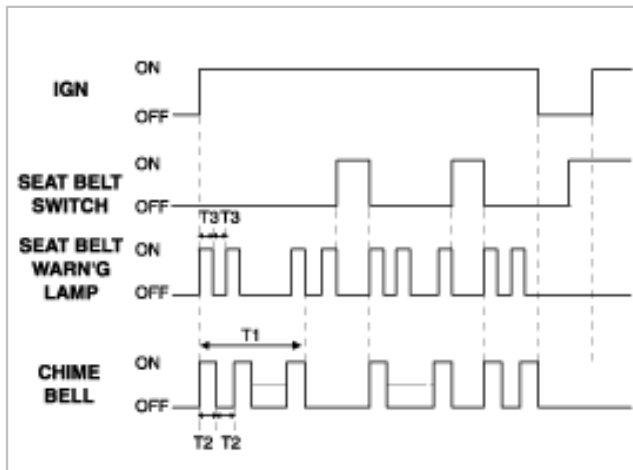 IGN
ON
OFF
SEAT BELT
SWITCH
ON
OFF
T3 T3
SEAT BELT
WARN'G
LAMP
ON
OFF
T1
CHIME
BELL
ON
OFF
T2 T2